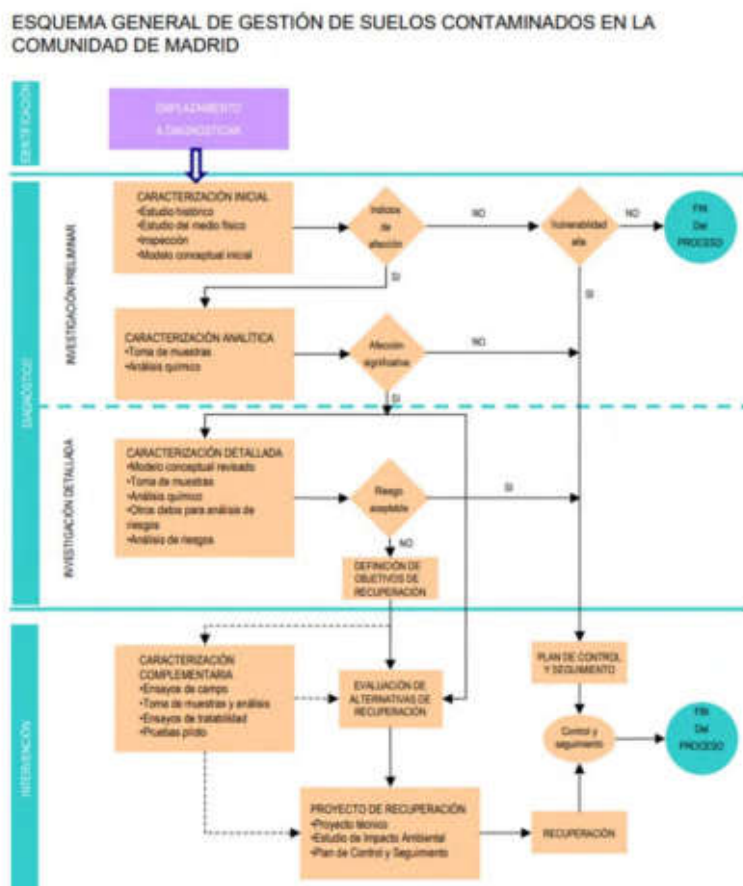 ESQUEMA GENERAL DE GESTIÓN DE SUELOS CONTAMINADOS EN LA
COMUNIDAD DE MADRID
IDENTIFICACIÓN
EMPLAZAMIENTO
A DIAGNOSTICAR
DIAGNÓSTICO
INVESTIGACIÓN PRELIMINAR
CARACTERIZACIÓN INICIAL
•Estudio histórico
•Estudio del medio físico
•Inspección
•Modelo conceptual inicial
Indicios
de
afección
NO
Vulnerabilidad
alta
NO
FIN
Del
PROCESO
SI
SI
CARACTERIZACIÓN ANALÍTICA
•Toma de muestras
•Análisis químico
Afección
significativa
NO
SI
INVESTIGACIÓN DETALLADA
CARACTERIZACIÓN DETALLADA
•Modelo conceptual revisado
•Toma de muestras
•Análisis químico
•Otros datos para análisis de
riesgos
•Análisis de riesgos
Riesgo
aceptable
SI
NO
DEFINICIÓN DE
OBJETIVOS DE
RECUPERACIÓN
INTERVENCIÓN
CARACTERIZACIÓN
COMPLEMENTARIA
•Ensayos de campo
•Toma de muestras y análisis
•Ensayos de tratabilidad
•Pruebas piloto
EVALUACIÓN DE
ALTERNATIVAS DE
RECUPERACIÓN
PLAN DE CONTROL
Y SEGUIMIENTO
Control y
seguimiento
FIN
Del
PROCESO
PROYECTO DE RECUPERACIÓN
•Proyecto técnico
•Estudio de Impacto Ambiental
•Plan de Control y Seguimiento
RECUPERACIÓN